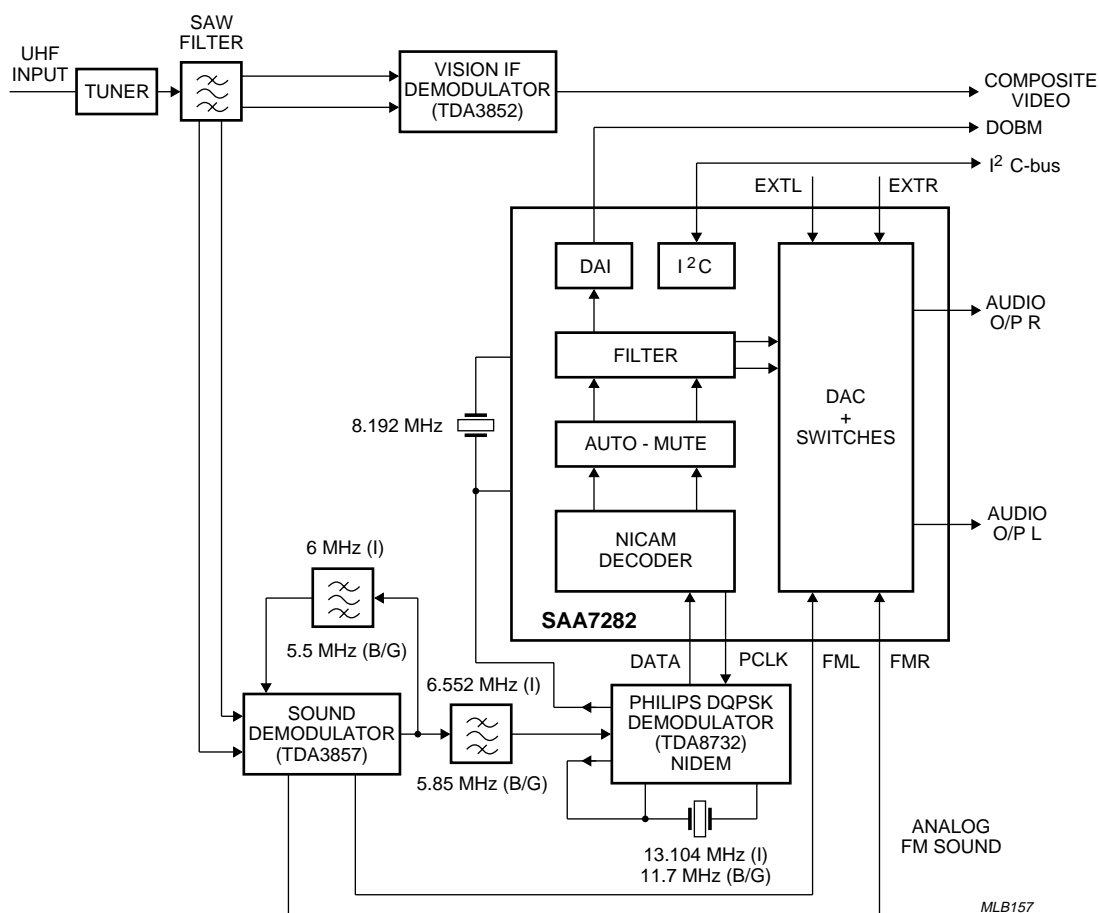 SAW
FILTER
UHF
INPUT
TUNER
VISION IF
DEMODULATOR
(TDA3852)
COMPOSITE
VIDEO
DOBM
I2 C-bus
EXTL
EXTR
DAI
I2C
AUDIO
O/P R
FILTER
DAC
+
SWITCHES
8.192 MHz
AUTO - MUTE
AUDIO
O/P L
NICAM
DECODER
6 MHz (I)
SAA7282
5.5 MHz (B/G)
DATA
PCLK
FML
FMR
6.552 MHz (I)
SOUND
DEMODULATOR
(TDA3857)
PHILIPS DQPSK
DEMODULATOR
(TDA8732)
NIDEM
5.85 MHz (B/G)
ANALOG
FM SOUND
13.104 MHz (I)
11.7 MHz (B/G)
MLB157